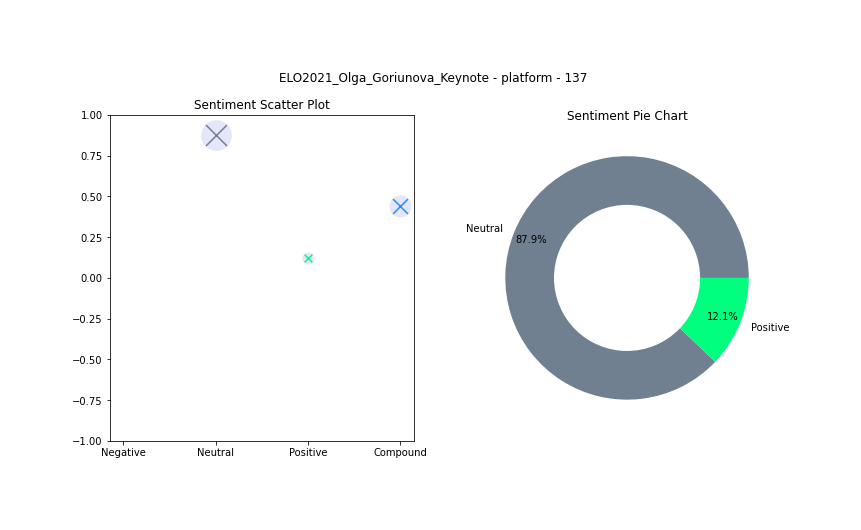 ELO2021_Olga_Goriunova_Keynote - platform - 137
Sentiment Scatter Plot
1.00
0.75
0.50
0.25
0.00
−0.25
−0.50
−0.75
−1.00
Negative Neutral Positive Compound
Sentiment Pie Chart
Neutral
87.9%
12.1%
Positive